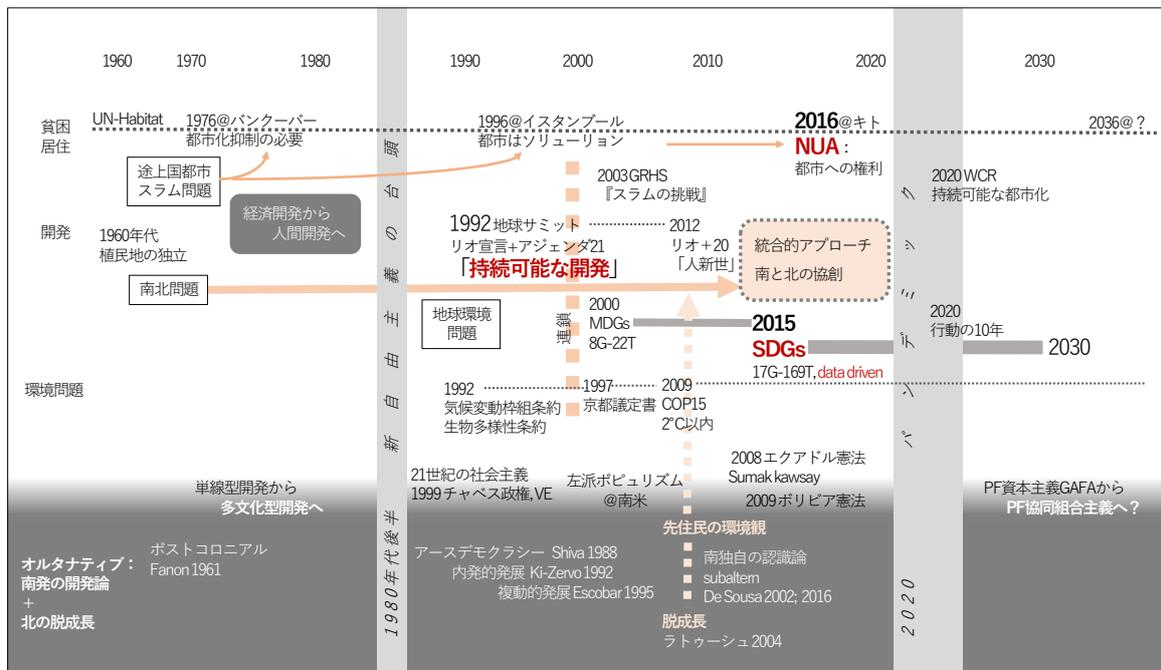 1960 1970 1980 1990 2000 2010 2020 2030
貧困
居住
UN-Habitat
1976@バンクーバー
都市化抑制の必要
1996@イスタンブール
都市はソリューリョン
2016@キト
NUA：
都市への権利
2036@？
途上国都市
スラム問題
2003 GRHS
『スラムの挑戦』
2020 WCR
持続可能な都市化
経済開発から
人間開発へ
開発
1960年代
植民地の独立
1992 地球サミット
リオ宣言+アジェンダ21
「持続可能な開発」
2012
リオ+20
「人新世」
統合的アプローチ
南と北の協創
南北問題
地球環境
問題
連鎖
2000
MDGs
8G-22T
2015
SDGs
17G-169T, data driven
2020
行動の10年
2030
環境問題
1992
気候変動枠組条約
生物多様性条約
1997
京都議定書
2009
COP15
2℃以内
1980年代後半 新自由主義の台頭
2020 パンデミック
単線型開発から
多文化型開発へ
21世紀の社会主義
1999 チャベス政権, VE
左派ポピュリズム
@南米
2008 エクアドル憲法
Sumak kawsay
2009 ボリビア憲法
PF資本主義GAFAから
PF協同組合主義へ？
オルタナティブ：
南発の開発論
+
北の脱成長
ポストコロニアル
Fanon 1961
アースデモクラシー Shiva 1988
内発的発展 Ki-Zervo 1992
複動的発展 Escobar 1995
先住民の環境観
南独自の認識論
subaltern
De Sousa 2002; 2016
脱成長
ラトゥーシュ 2004